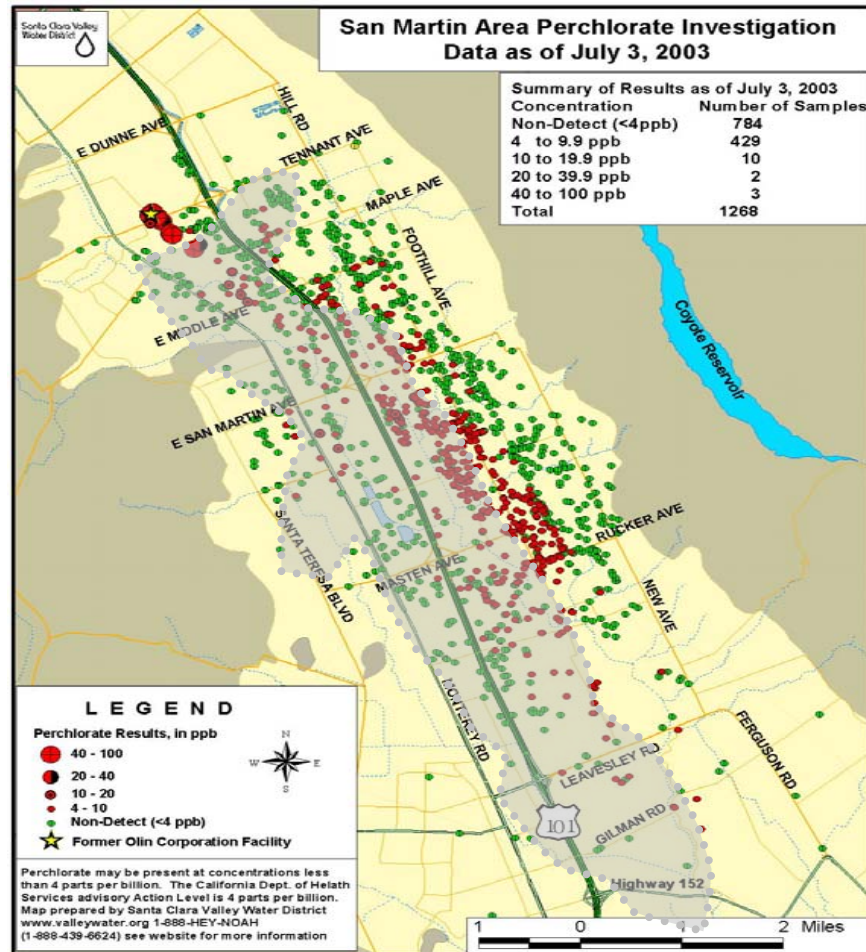 Santa Clara Valley
Water District
San Martin Area Perchlorate Investigation
Data as of July 3, 2003
Summary of Results as of July 3, 2003
Concentration Number of Samples
Non-Detect (<4ppb) 784
4 to 9.9 ppb 429
10 to 19.9 ppb 10
20 to 39.9 ppb 2
40 to 100 ppb 3
Total 1268
E DUNNE AVE
HILL RD
TENNANT AVE
MAPLE AVE
FOOTHILL AVE
Coyote Reservoir
E MIDDLE AVE
E SAN MARTIN AVE
SANTA TERESA BLVD
MASTEN AVE
RUCKER AVE
NEW AVE
MONTEREY RD
LEAVESLEY RD
FERGUSON RD
GILMAN RD
101
Highway 152
LEGEND
Perchlorate Results, in ppb
40 - 100
20 - 40
10 - 20
4 - 10
Non-Detect (<4 ppb)
Former Olin Corporation Facility
N
W E
S
Perchlorate may be present at concentrations less
than 4 parts per billion. The California Dept. of Helath
Services advisory Action Level is 4 parts per billion.
Map prepared by Santa Clara Valley Water District
www.valleywater.org 1-888-HEY-NOAH
(1-888-439-6624) see website for more information
1 0 1 2 Miles